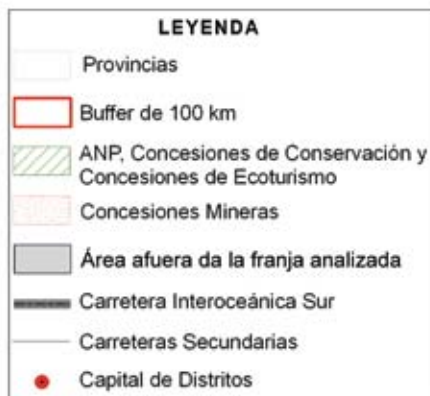 LEYENDA
Provincias
Buffer de 100 km
ANP, Concesiones de Conservación y
Concesiones de Ecoturismo
Concesiones Mineras
Área afuera da la franja analizada
Carretera Interoceánica Sur
Carreteras Secundarias
Capital de Distritos